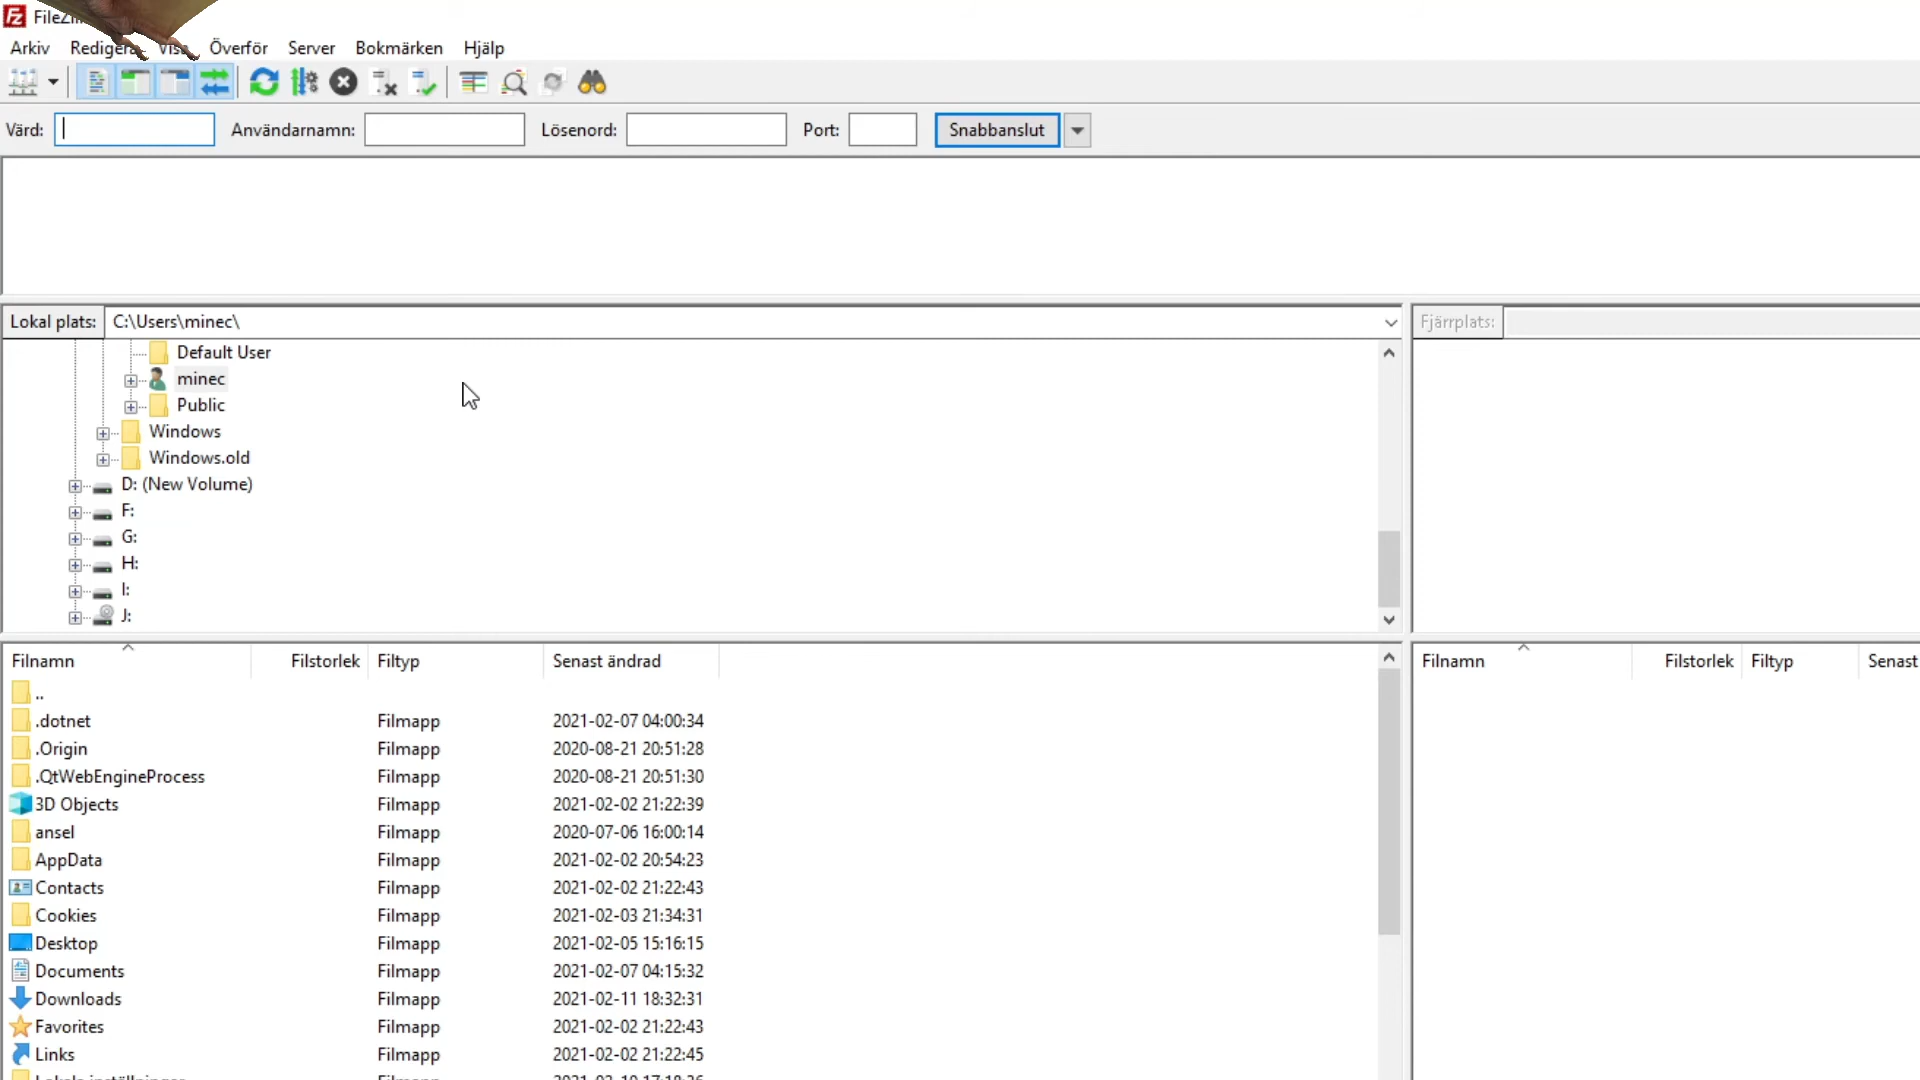 Arkiv Redigera Visa Överför Server Bokmärken Hjälp
Värd: Användarnamn: Lösenord: Port: Snabbanslut
Lokal plats: C:\Users\minec\ Fjärrplats:
Default User
minec
Public
Windows
Windows.old
D: (New Volume)
F:
G:
H:
I:
J:
Filnamn Filstorlek Filtyp Senast ändrad Filnamn Filstorlek Filtyp Senast
..
.dotnet Filmapp 2021-02-07 04:00:34
.Origin Filmapp 2020-08-21 20:51:28
.QtWebEngineProcess Filmapp 2020-08-21 20:51:30
3D Objects Filmapp 2021-02-02 21:22:39
ansel Filmapp 2020-07-06 16:00:14
AppData Filmapp 2021-02-02 20:54:23
Contacts Filmapp 2021-02-02 21:22:43
Cookies Filmapp 2021-02-03 21:34:31
Desktop Filmapp 2021-02-05 15:16:15
Documents Filmapp 2021-02-07 04:15:32
Downloads Filmapp 2021-02-11 18:32:31
Favorites Filmapp 2021-02-02 21:22:43
Links Filmapp 2021-02-02 21:22:45